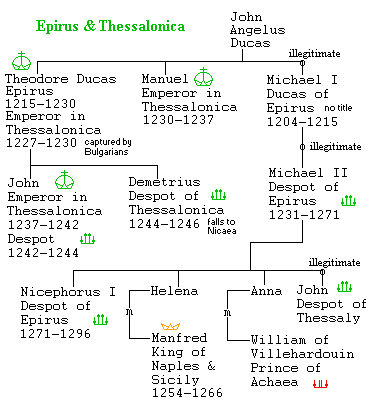 Epirus & Thessalonica
John
Angelus
Ducas
illegitimate
Theodore Ducas
Epirus
1215-1230
Emperor in
Thessalonica
1227-1230 captured by
Bulgarians
Manuel
Emperor in
Thessalonica
1230-1237
Michael I
Ducas of
Epirus no title
1204-1215
illegitimate
John
Emperor in
Thessalonica
1237-1242
Despot
1242-1244
Demetrius
Despot of
Thessalonica
1244-1246 falls to
Nicaea
Michael II
Despot of
Epirus
1231-1271
illegitimate
Nicephorus I
Despot of
Epirus
1271-1296
Helena
Anna
John
Despot of
Thessaly
m
m
Manfred
King of
Naples &
Sicily
1254-1266
William of
Villehardouin
Prince of
Achaea